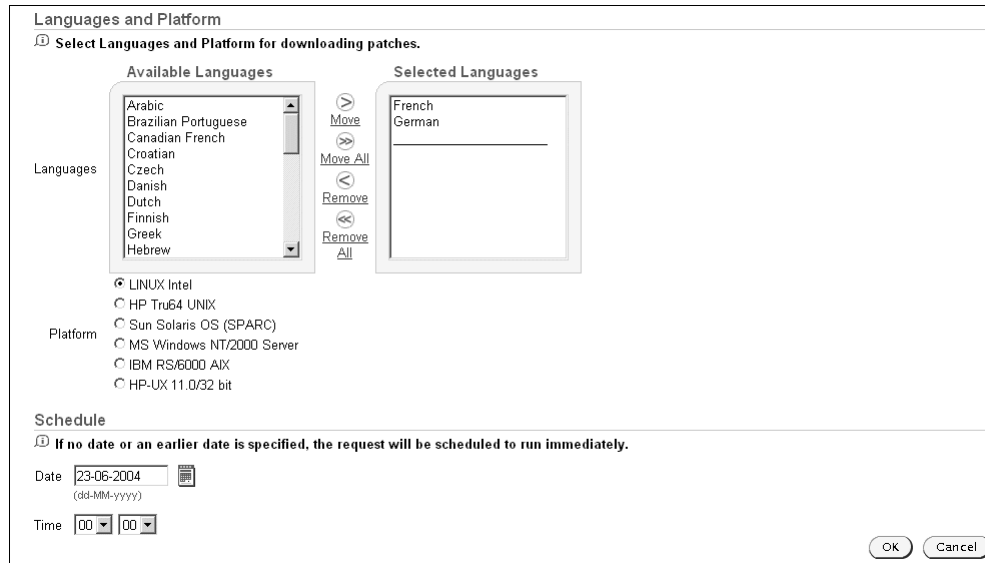 Languages and Platform
Select Languages and Platform for downloading patches.
Available Languages
Selected Languages
Languages
Arabic
Brazilian Portuguese
Canadian French
Croatian
Czech
Danish
Dutch
Finnish
Greek
Hebrew
Move
Move All
Remove
Remove All
French
German
Platform
LINUX Intel
HP Tru64 UNIX
Sun Solaris OS (SPARC)
MS Windows NT/2000 Server
IBM RS/6000 AIX
HP-UX 11.0/32 bit
Schedule
If no date or an earlier date is specified, the request will be scheduled to run immediately.
Date 23-06-2004
(dd-MM-yyyy)
Time 00 00
OK Cancel